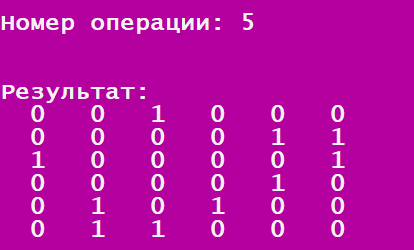 Номер операции: 5
Результат:
0 0 1 0 0 0
0 0 0 0 1 1
1 0 0 0 0 1
0 0 0 0 1 0
0 1 0 1 0 0
0 1 1 0 0 0